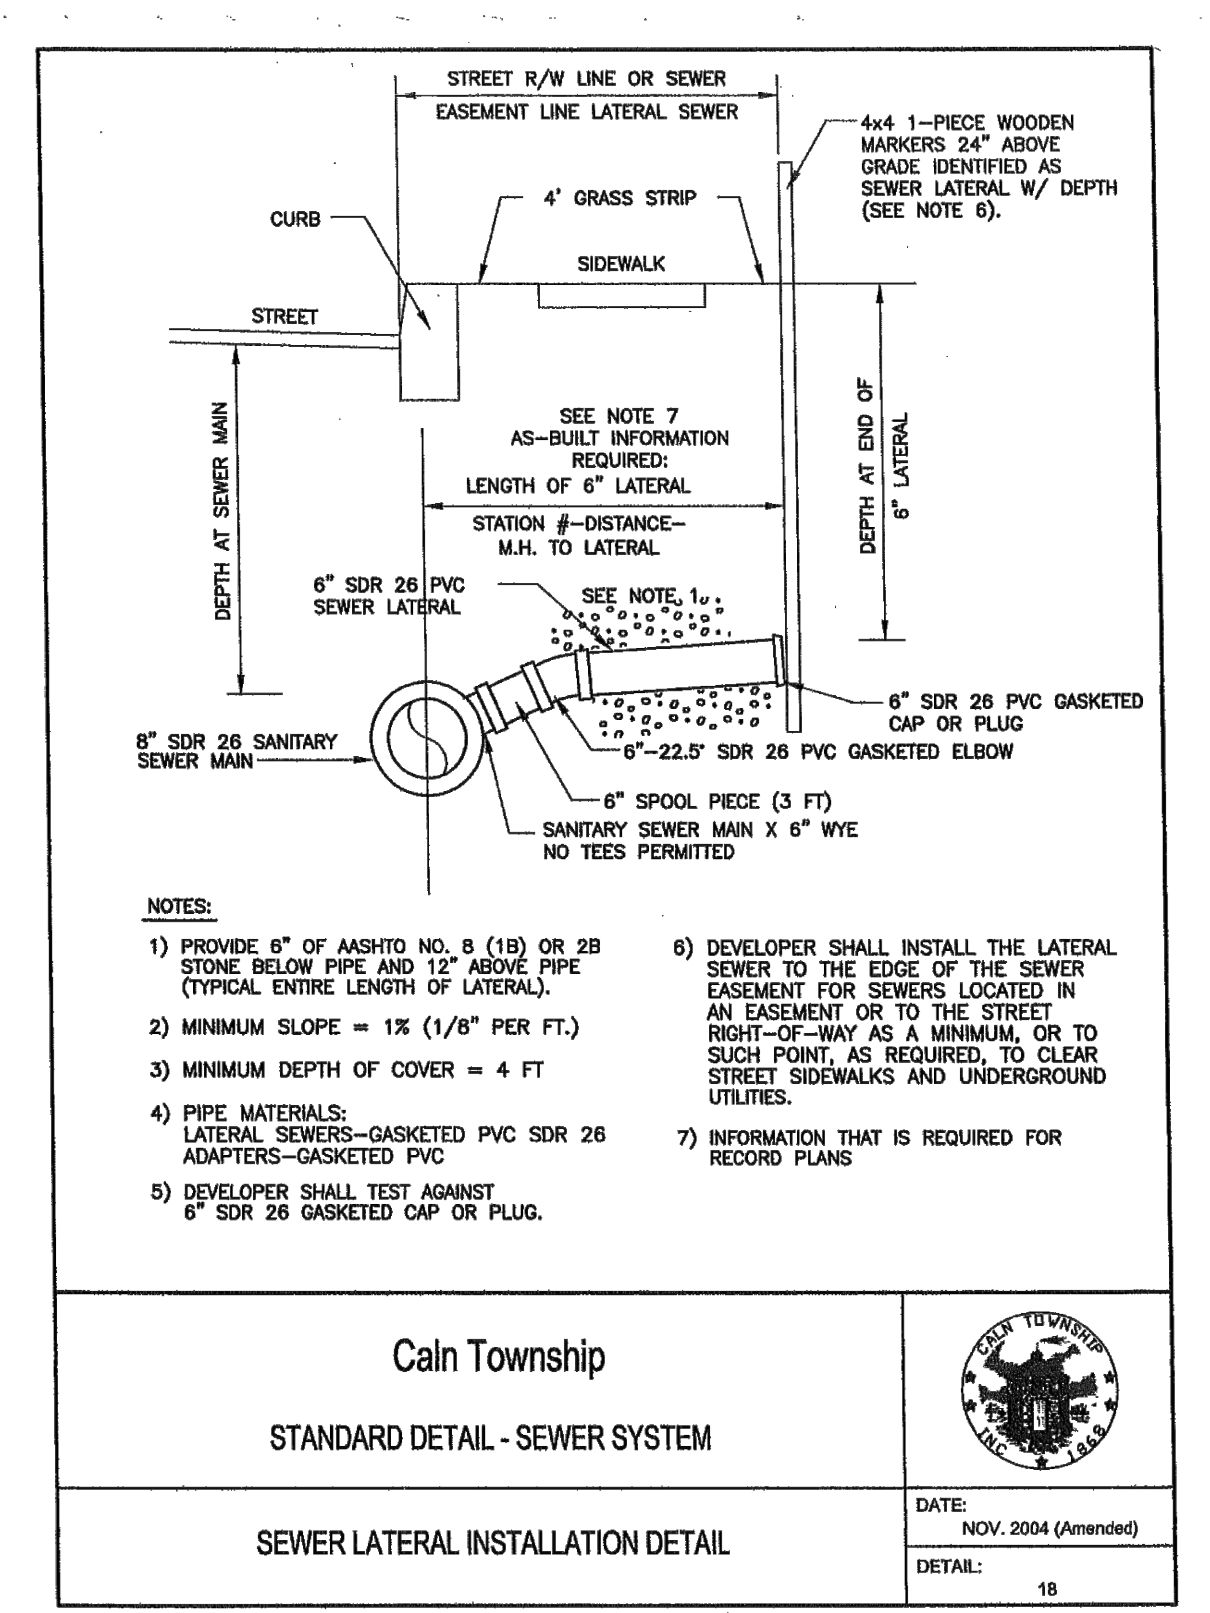 STREET R/W LINE OR SEWER
EASEMENT LINE LATERAL SEWER
4x4 1-PIECE WOODEN
MARKERS 24" ABOVE
GRADE IDENTIFIED AS
SEWER LATERAL W/ DEPTH
(SEE NOTE 6).
4' GRASS STRIP
CURB
SIDEWALK
STREET
DEPTH AT SEWER MAIN
SEE NOTE 7
AS-BUILT INFORMATION
REQUIRED:
LENGTH OF 6" LATERAL
STATION #-DISTANCE-
M.H. TO LATERAL
DEPTH AT END OF
6" LATERAL
6" SDR 26 PVC
SEWER LATERAL
SEE NOTE 1
6" SDR 26 PVC GASKETED
CAP OR PLUG
8" SDR 26 SANITARY
SEWER MAIN
6"-22.5° SDR 26 PVC GASKETED ELBOW
6" SPOOL PIECE (3 FT)
SANITARY SEWER MAIN X 6" WYE
NO TEES PERMITTED
NOTES:
1) PROVIDE 6" OF AASHTO NO. 8 (1B) OR 2B
STONE BELOW PIPE AND 12" ABOVE PIPE
(TYPICAL ENTIRE LENGTH OF LATERAL).
2) MINIMUM SLOPE = 1% (1/8" PER FT.)
3) MINIMUM DEPTH OF COVER = 4 FT
4) PIPE MATERIALS:
LATERAL SEWERS-GASKETED PVC SDR 26
ADAPTERS-GASKETED PVC
5) DEVELOPER SHALL TEST AGAINST
6" SDR 26 GASKETED CAP OR PLUG.
6) DEVELOPER SHALL INSTALL THE LATERAL
SEWER TO THE EDGE OF THE SEWER
EASEMENT FOR SEWERS LOCATED IN
AN EASEMENT OR TO THE STREET
RIGHT-OF-WAY AS A MINIMUM, OR TO
SUCH POINT, AS REQUIRED, TO CLEAR
STREET SIDEWALKS AND UNDERGROUND
UTILITIES.
7) INFORMATION THAT IS REQUIRED FOR
RECORD PLANS
Caln Township
STANDARD DETAIL - SEWER SYSTEM
SEWER LATERAL INSTALLATION DETAIL
CALN TOWNSHIP
INC 1868
DATE:
NOV. 2004 (Amended)
DETAIL:
18